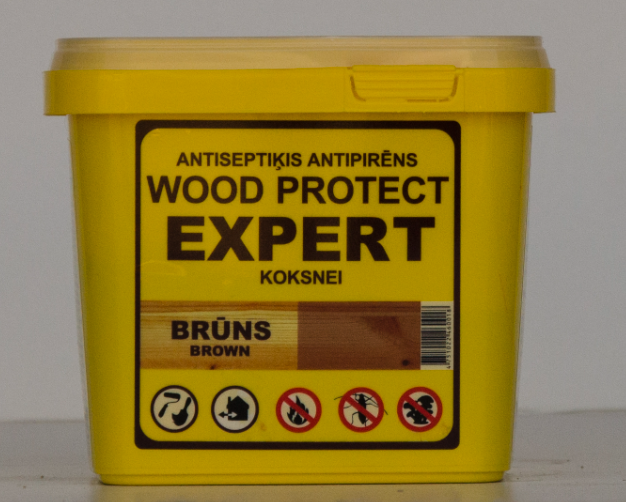 ANTISEPTIĶIS ANTIPIRĒNS
WOOD PROTECT
EXPERT
KOKSNEI
BRŪNS
BROWN